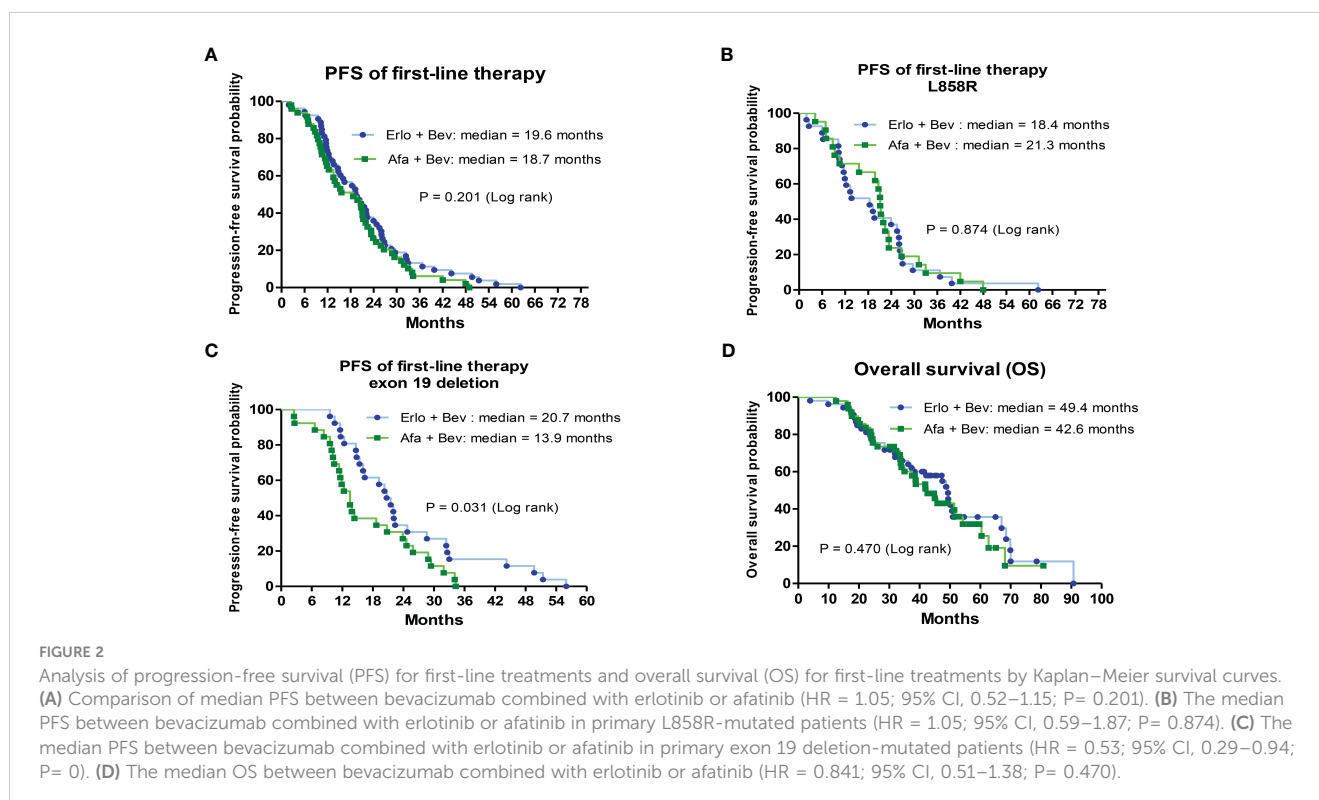 A
PFS of first-line therapy
Progression-free survival probability
100
80
60
40
20
0
Erlo + Bev: median = 19.6 months
Afa + Bev: median = 18.7 months
P = 0.201 (Log rank)
0 6 12 18 24 30 36 42 48 54 60 66 72 78
Months
B
PFS of first-line therapy
L858R
Progression-free survival probability
100
80
60
40
20
0
Erlo + Bev : median = 18.4 months
Afa + Bev : median = 21.3 months
P = 0.874 (Log rank)
0 6 12 18 24 30 36 42 48 54 60 66 72 78
Months
C
PFS of first-line therapy
exon 19 deletion
Progression-free survival probability
100
80
60
40
20
0
Erlo + Bev : median = 20.7 months
Afa + Bev: median = 13.9 months
P = 0.031 (Log rank)
0 6 12 18 24 30 36 42 48 54 60
Months
D
Overall survival (OS)
Overall survival probability
100
80
60
40
20
0
Erlo + Bev: median = 49.4 months
Afa + Bev: median = 42.6 months
P = 0.470 (Log rank)
0 10 20 30 40 50 60 70 80 90 100
Months
FIGURE 2
Analysis of progression-free survival (PFS) for first-line treatments and overall survival (OS) for first-line treatments by Kaplan–Meier survival curves.
(A) Comparison of median PFS between bevacizumab combined with erlotinib or afatinib (HR = 1.05; 95% CI, 0.52–1.15; P= 0.201). (B) The median
PFS between bevacizumab combined with erlotinib or afatinib in primary L858R-mutated patients (HR = 1.05; 95% CI, 0.59–1.87; P= 0.874). (C) The
median PFS between bevacizumab combined with erlotinib or afatinib in primary exon 19 deletion-mutated patients (HR = 0.53; 95% CI, 0.29–0.94;
P= 0). (D) The median OS between bevacizumab combined with erlotinib or afatinib (HR = 0.841; 95% CI, 0.51–1.38; P= 0.470).